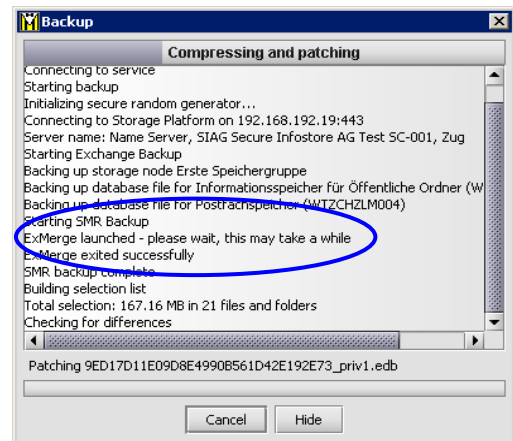 Backup
Compressing and patching
Connecting to service
Starting backup
Initializing secure random generator...
Connecting to Storage Platform on 192.168.192.19:443
Server name: Name Server, SIAG Secure Infostore AG Test SC-001, Zug
Starting Exchange Backup
Backing up storage node Erste Speichergruppe
Backing up database file for Informationsspeicher für Öffentliche Ordner (W
Backing up database file for Postfachspeicher (WTZCHZLM004)
Starting SMR Backup
ExMerge launched - please wait, this may take a while
ExMerge exited successfully
SMR backup complete
Building selection list
Total selection: 167.16 MB in 21 files and folders
Checking for differences
Patching 9ED17D11E09D8E4990B561D42E192E73_priv1.edb
Cancel Hide